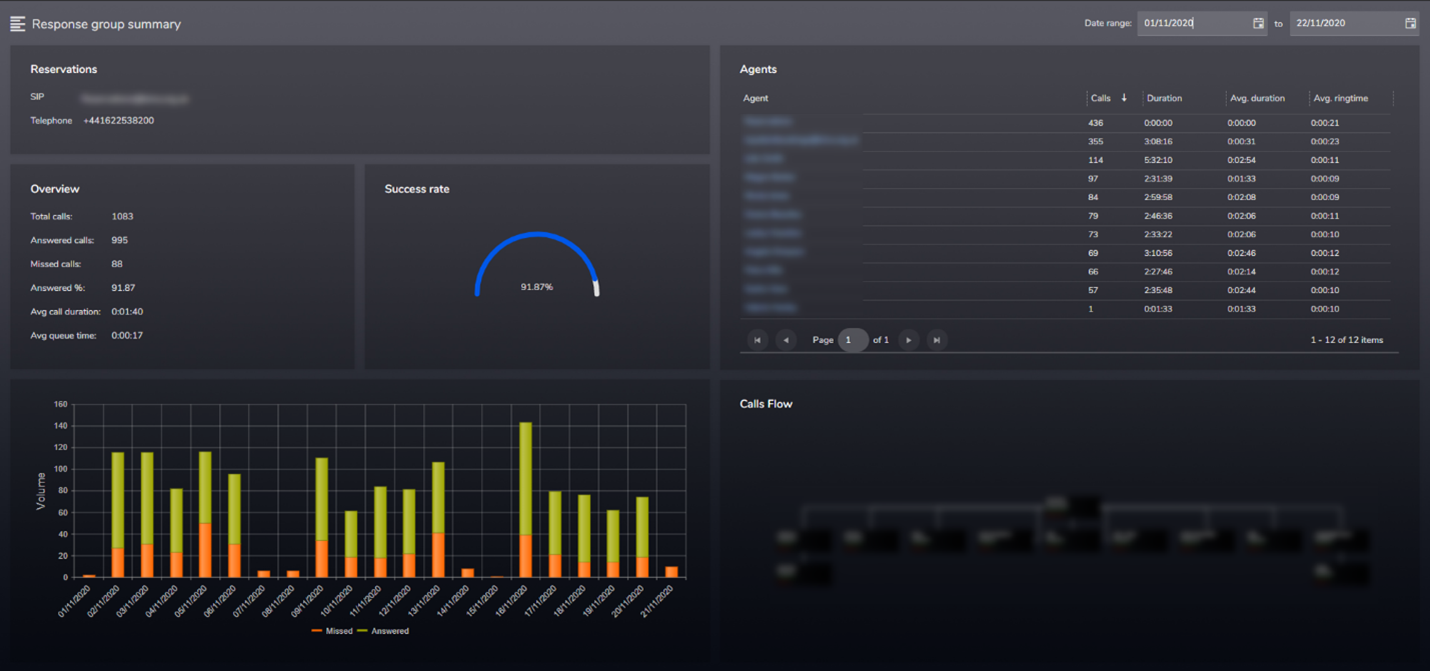 Response group summary
Date range: 01/11/2020 to 22/11/2020
Reservations
SIP
Telephone +441622538200
Overview
Total calls: 1083
Answered calls: 995
Missed calls: 88
Answered %: 91.87
Avg call duration: 0:01:40
Avg queue time: 0:00:17
Success rate
91.87%
Agents
Agent Calls Duration Avg. duration Avg. ringtime
436 0:00:00 0:00:00 0:00:21
355 3:08:16 0:00:31 0:00:23
114 5:32:10 0:02:54 0:00:11
97 2:31:39 0:01:33 0:00:09
84 2:59:58 0:02:08 0:00:09
79 2:46:36 0:02:06 0:00:11
73 2:33:22 0:02:06 0:00:10
69 3:10:56 0:02:46 0:00:12
66 2:27:46 0:02:14 0:00:12
57 2:35:48 0:02:44 0:00:10
1 0:01:33 0:01:33 0:00:10
Page 1 of 1 1 - 12 of 12 items
Volume
160
140
120
100
80
60
40
20
0
01/11/2020 02/11/2020 03/11/2020 04/11/2020 05/11/2020 06/11/2020 07/11/2020 08/11/2020 09/11/2020 10/11/2020 11/11/2020 12/11/2020 13/11/2020 14/11/2020 15/11/2020 16/11/2020 17/11/2020 18/11/2020 19/11/2020 20/11/2020 21/11/2020
Missed Answered
Calls Flow